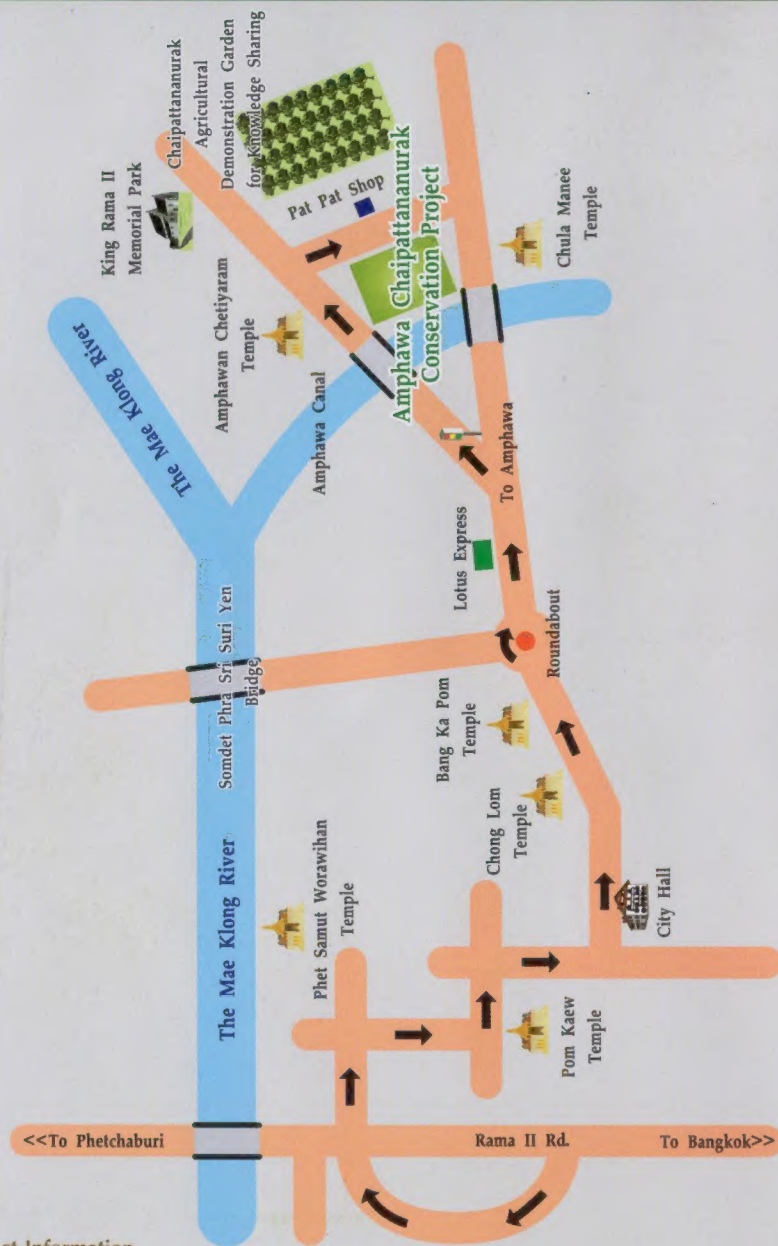 <<To Phetchaburi
Rama II Rd.
To Bangkok>>
The Mae Klong River
Phet Samut Worawihan
Temple
Pom Kaew
Temple
City Hall
Chong Lom
Temple
Bang Ka Pom
Temple
Somdet Phra Sri Suri Yen
Bridge
Roundabout
Lotus Express
To Amphawa
The Mae Klong River
Amphawa Canal
Amphawan Chetiyaram
Temple
King Rama II
Memorial Park
Chaipattananurak
Agricultural
Demonstration Garden
for Knowledge Sharing
Pat Pat Shop
Amphawa Chaipattananurak
Conservation Project
Chula Manee
Temple
Information